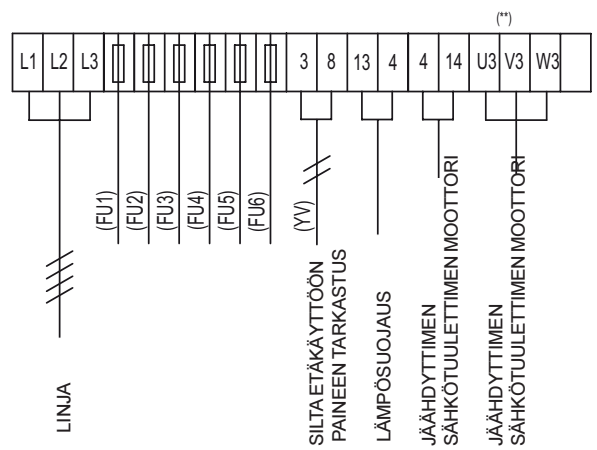 (**)
L1 L2 L3 3 8 13 4 4 14 U3 V3 W3
(FU1)
(FU2)
(FU3)
(FU4)
(FU5)
(FU6)
(YV)
LINJA
SILTA ETÄKÄYTTÖÖN
PAINEEN TARKASTUS
LÄMPÖSUOJAUS
JÄÄHDYTTIMEN
SÄHKÖTUULETTIMEN MOOTTORI
JÄÄHDYTTIMEN
SÄHKÖTUULETTIMEN MOOTTORI